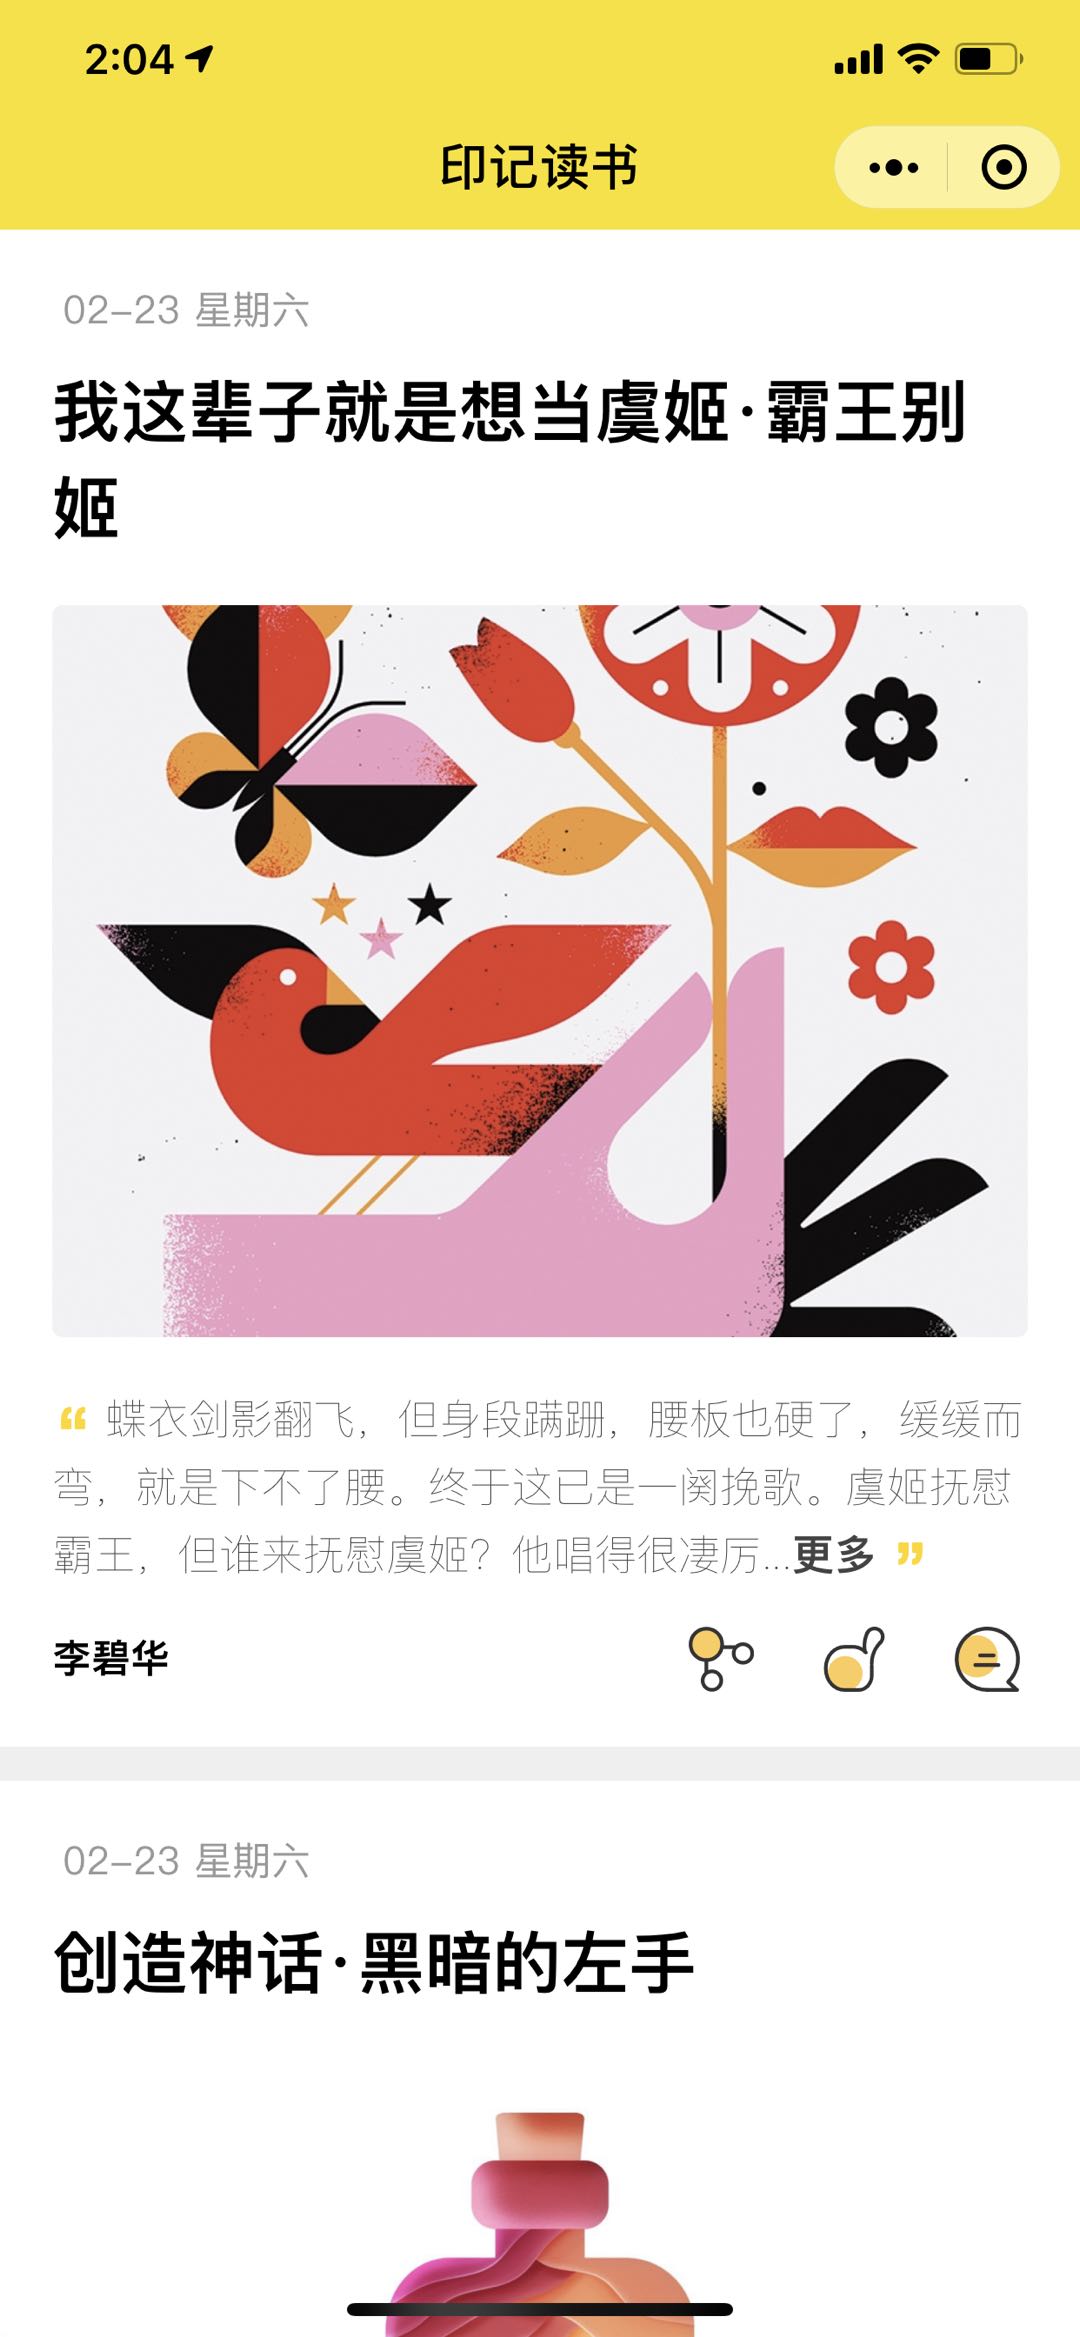 2:04
印记读书
02-23 星期六
我这辈子就是想当虞姬·霸王别
姬
“ 蝶衣剑影翻飞，但身段蹒跚，腰板也硬了，缓缓而
弯，就是下不了腰。终于这已是一阕挽歌。虞姬抚慰
霸王，但谁来抚慰虞姬？他唱得很凄厉...更多 ”
李碧华
02-23 星期六
创造神话·黑暗的左手